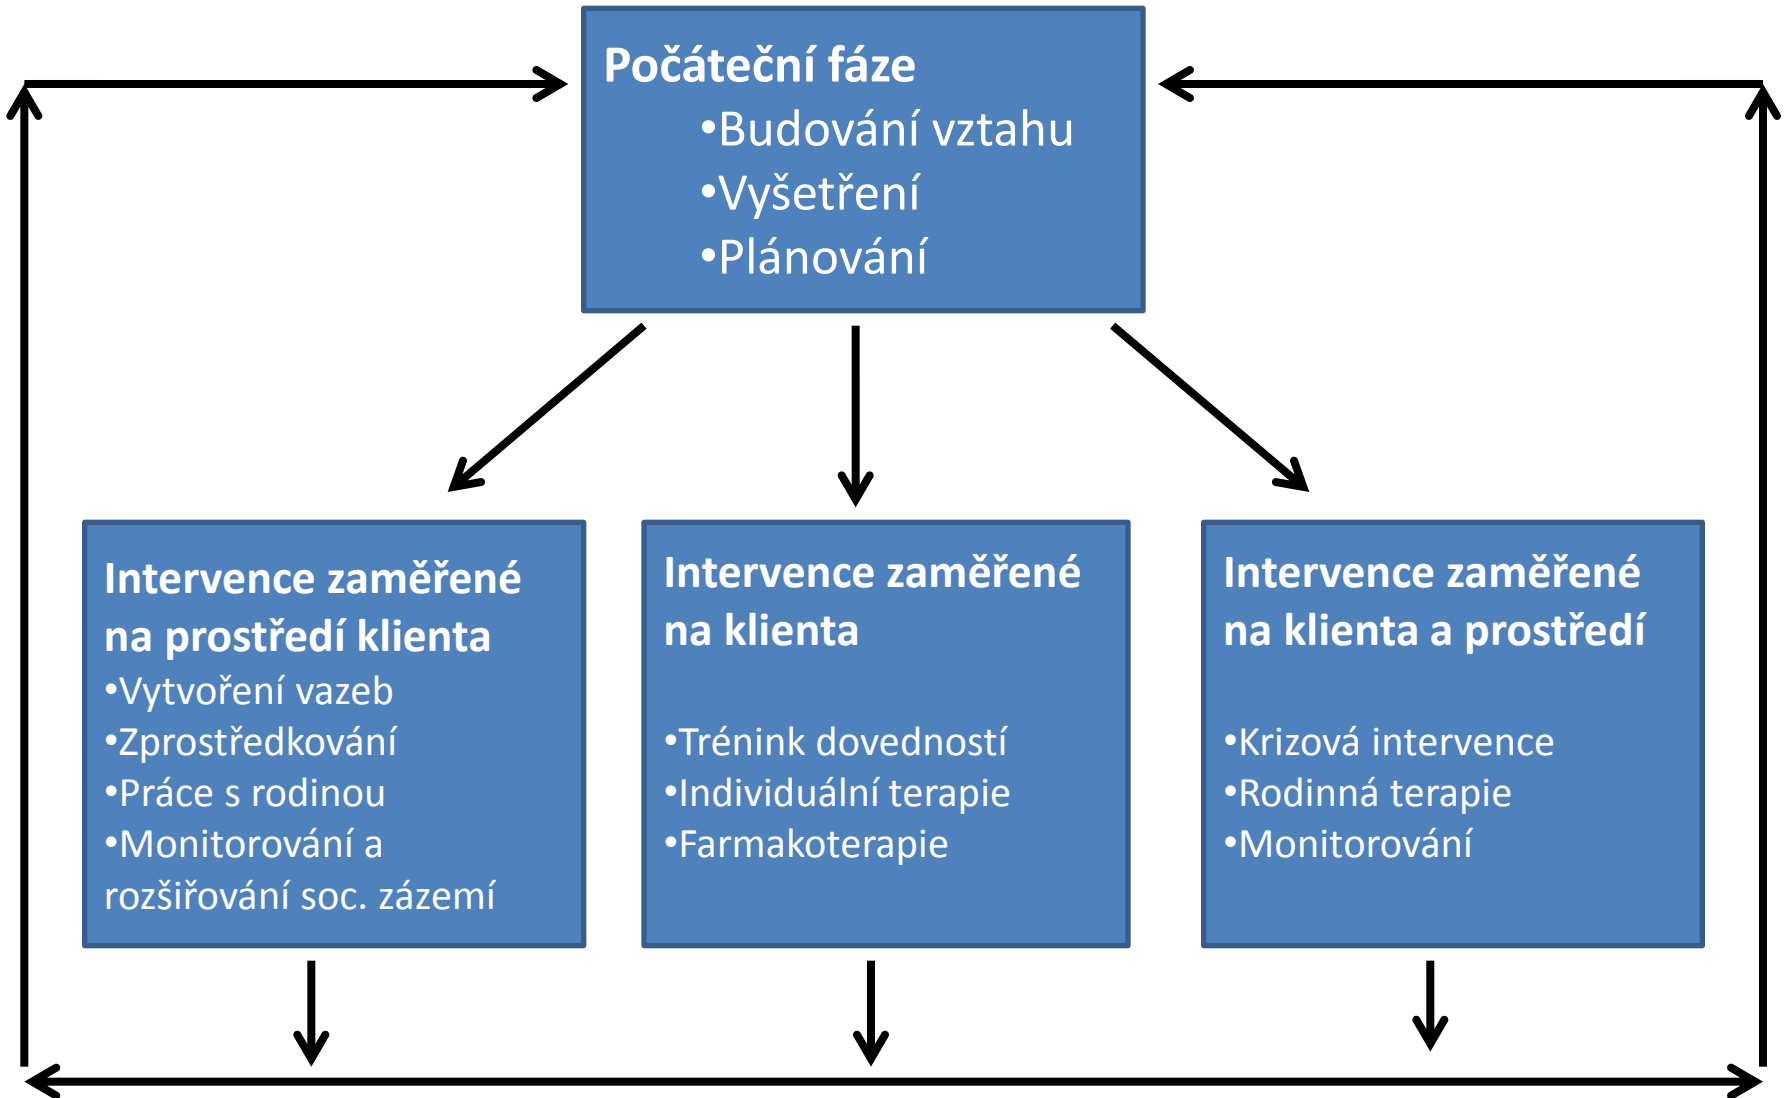 Počáteční fáze
•Budování vztahu
•Vyšetření
•Plánování
Intervence zaměřené
na prostředí klienta
•Vytvoření vazeb
•Zprostředkování
•Práce s rodinou
•Monitorování a
rozšiřování soc. zázemí
Intervence zaměřené
na klienta
•Trénink dovedností
•Individuální terapie
•Farmakoterapie
Intervence zaměřené
na klienta a prostředí
•Krizová intervence
•Rodinná terapie
•Monitorování